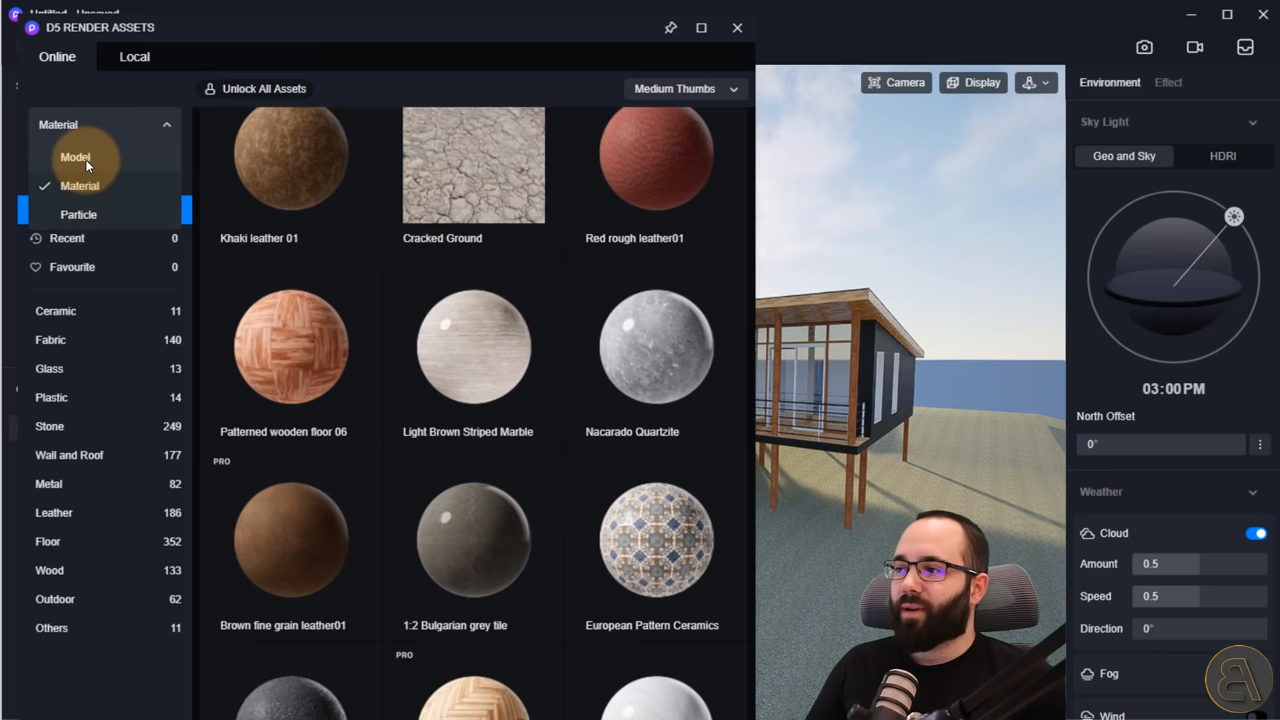 Untitled - Unsaved
D5 RENDER ASSETS
Online
Local
Unlock All Assets
Medium Thumbs
Material
Model
Material
Particle
Recent 0
Favourite 0
Ceramic 11
Fabric 140
Glass 13
Plastic 14
Stone 249
Wall and Roof 177
Metal 82
Leather 186
Floor 352
Wood 133
Outdoor 62
Others 11
Khaki leather 01
Cracked Ground
Red rough leather01
Patterned wooden floor 06
Light Brown Striped Marble
Nacarado Quartzite
PRO
Brown fine grain leather01
1:2 Bulgarian grey tile
European Pattern Ceramics
PRO
Camera
Display
Environment
Effect
Sky Light
Geo and Sky
HDRI
03:00 PM
North Offset
0°
Weather
Cloud
Amount 0.5
Speed 0.5
Direction 0°
Fog
Wind